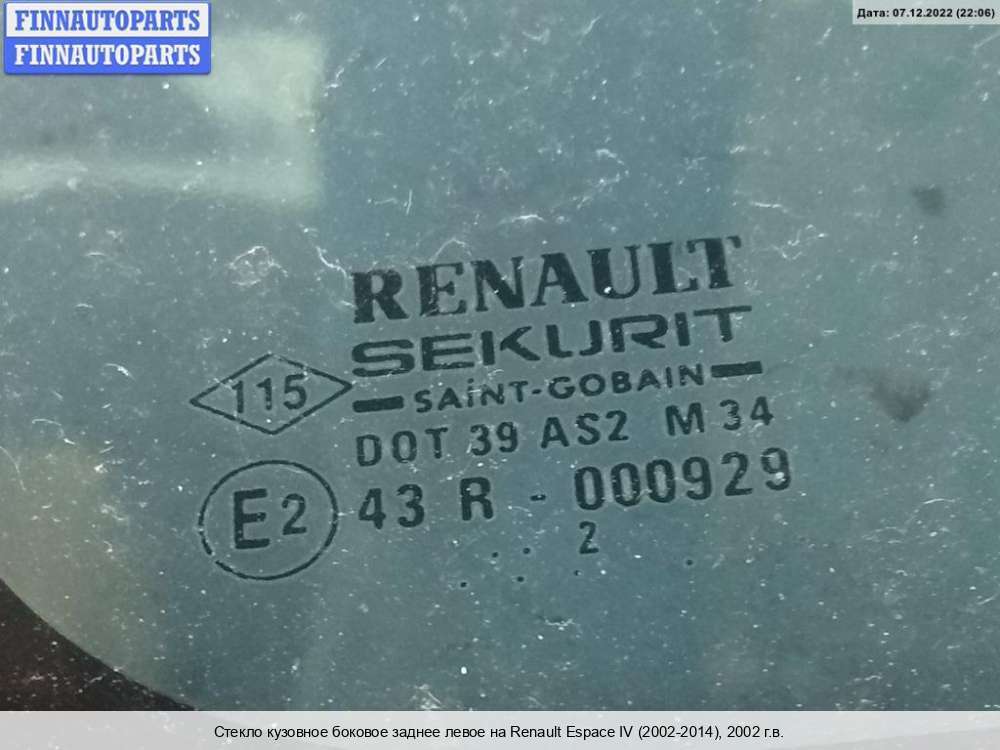 FINNAUTOPARTS
FINNAUTOPARTS
Дата: 07.12.2022 (22:06)
RENAULT
SEKURIT
SAINT-GOBAIN
115
DOT 39 AS2 M 34
E2 43 R - 000929
2
Стекло кузовное боковое заднее левое на Renault Espace IV (2002-2014), 2002 г.в.